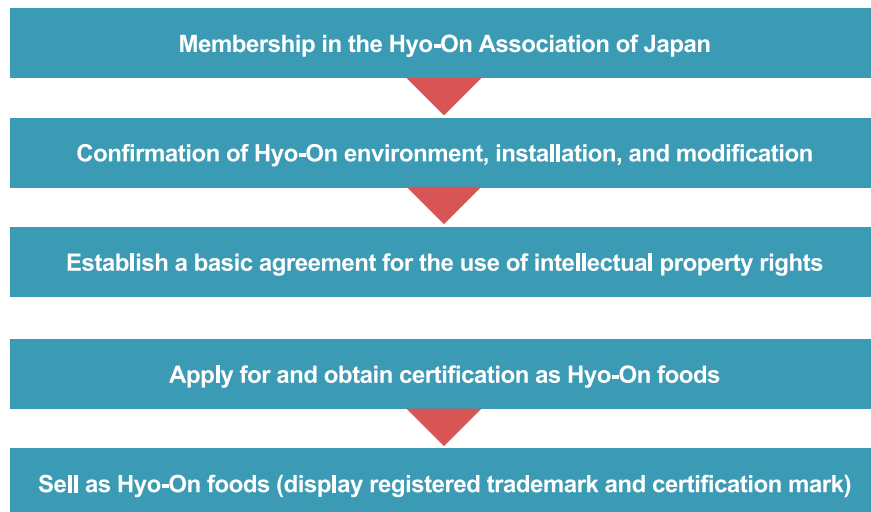 Membership in the Hyo-On Association of Japan
Confirmation of Hyo-On environment, installation, and modification
Establish a basic agreement for the use of intellectual property rights
Apply for and obtain certification as Hyo-On foods
Sell as Hyo-On foods (display registered trademark and certification mark)